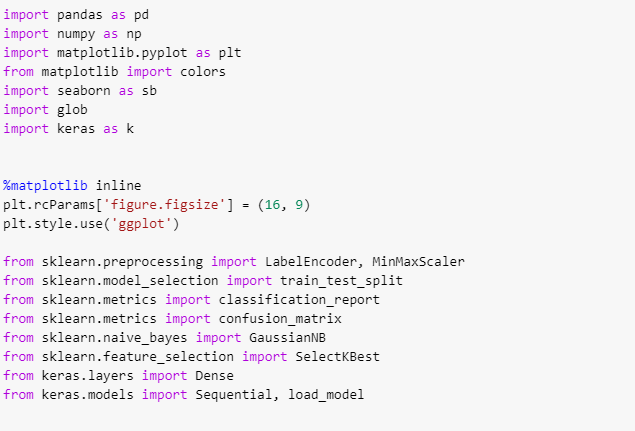 import pandas as pd
import numpy as np
import matplotlib.pyplot as plt
from matplotlib import colors
import seaborn as sb
import glob
import keras as k
%matplotlib inline
plt.rcParams['figure.figsize'] = (16, 9)
plt.style.use('ggplot')
from sklearn.preprocessing import LabelEncoder, MinMaxScaler
from sklearn.model_selection import train_test_split
from sklearn.metrics import classification_report
from sklearn.metrics import confusion_matrix
from sklearn.naive_bayes import GaussianNB
from sklearn.feature_selection import SelectKBest
from keras.layers import Dense
from keras.models import Sequential, load_model